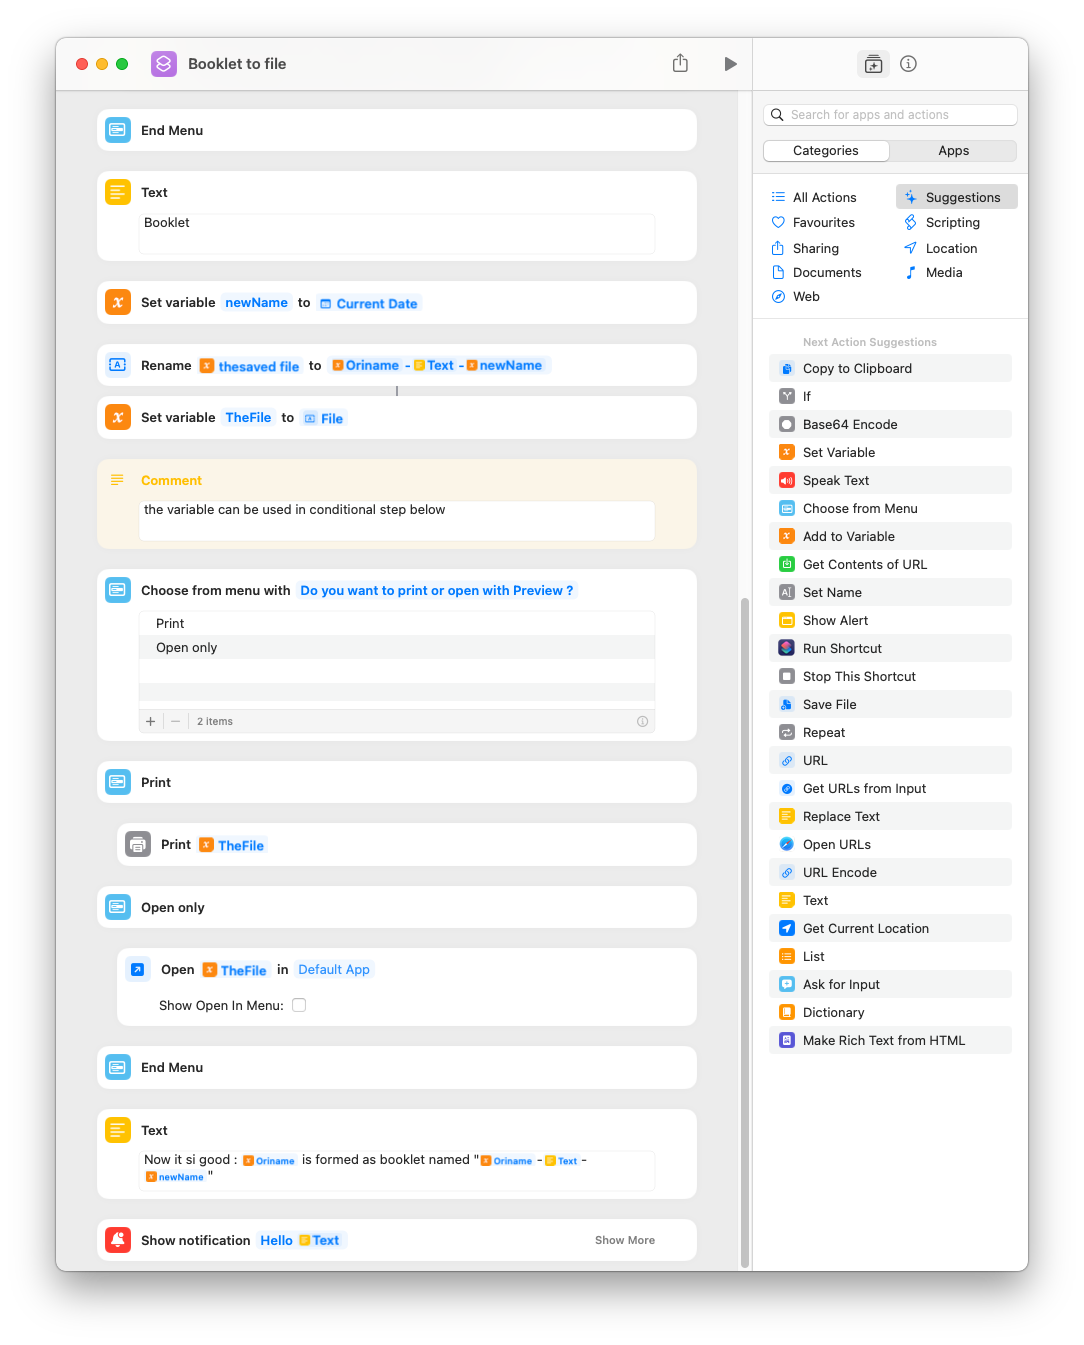 Booklet to file
End Menu
Text
Booklet
Set variable newName to Current Date
Rename thesaved file to Oriname - Text - newName
Set variable TheFile to File
Comment
the variable can be used in conditional step below
Choose from menu with Do you want to print or open with Preview ?
Print
Open only
2 items
Print
Print TheFile
Open only
Open TheFile in Default App
Show Open In Menu:
End Menu
Text
Now it si good : Oriname is formed as booklet named "Oriname - Text -
newName "
Show notification Hello Text Show More
Search for apps and actions
Categories Apps
All Actions Suggestions
Favourites Scripting
Sharing Location
Documents Media
Web
Next Action Suggestions
Copy to Clipboard
If
Base64 Encode
Set Variable
Speak Text
Choose from Menu
Add to Variable
Get Contents of URL
Set Name
Show Alert
Run Shortcut
Stop This Shortcut
Save File
Repeat
URL
Get URLs from Input
Replace Text
Open URLs
URL Encode
Text
Get Current Location
List
Ask for Input
Dictionary
Make Rich Text from HTML